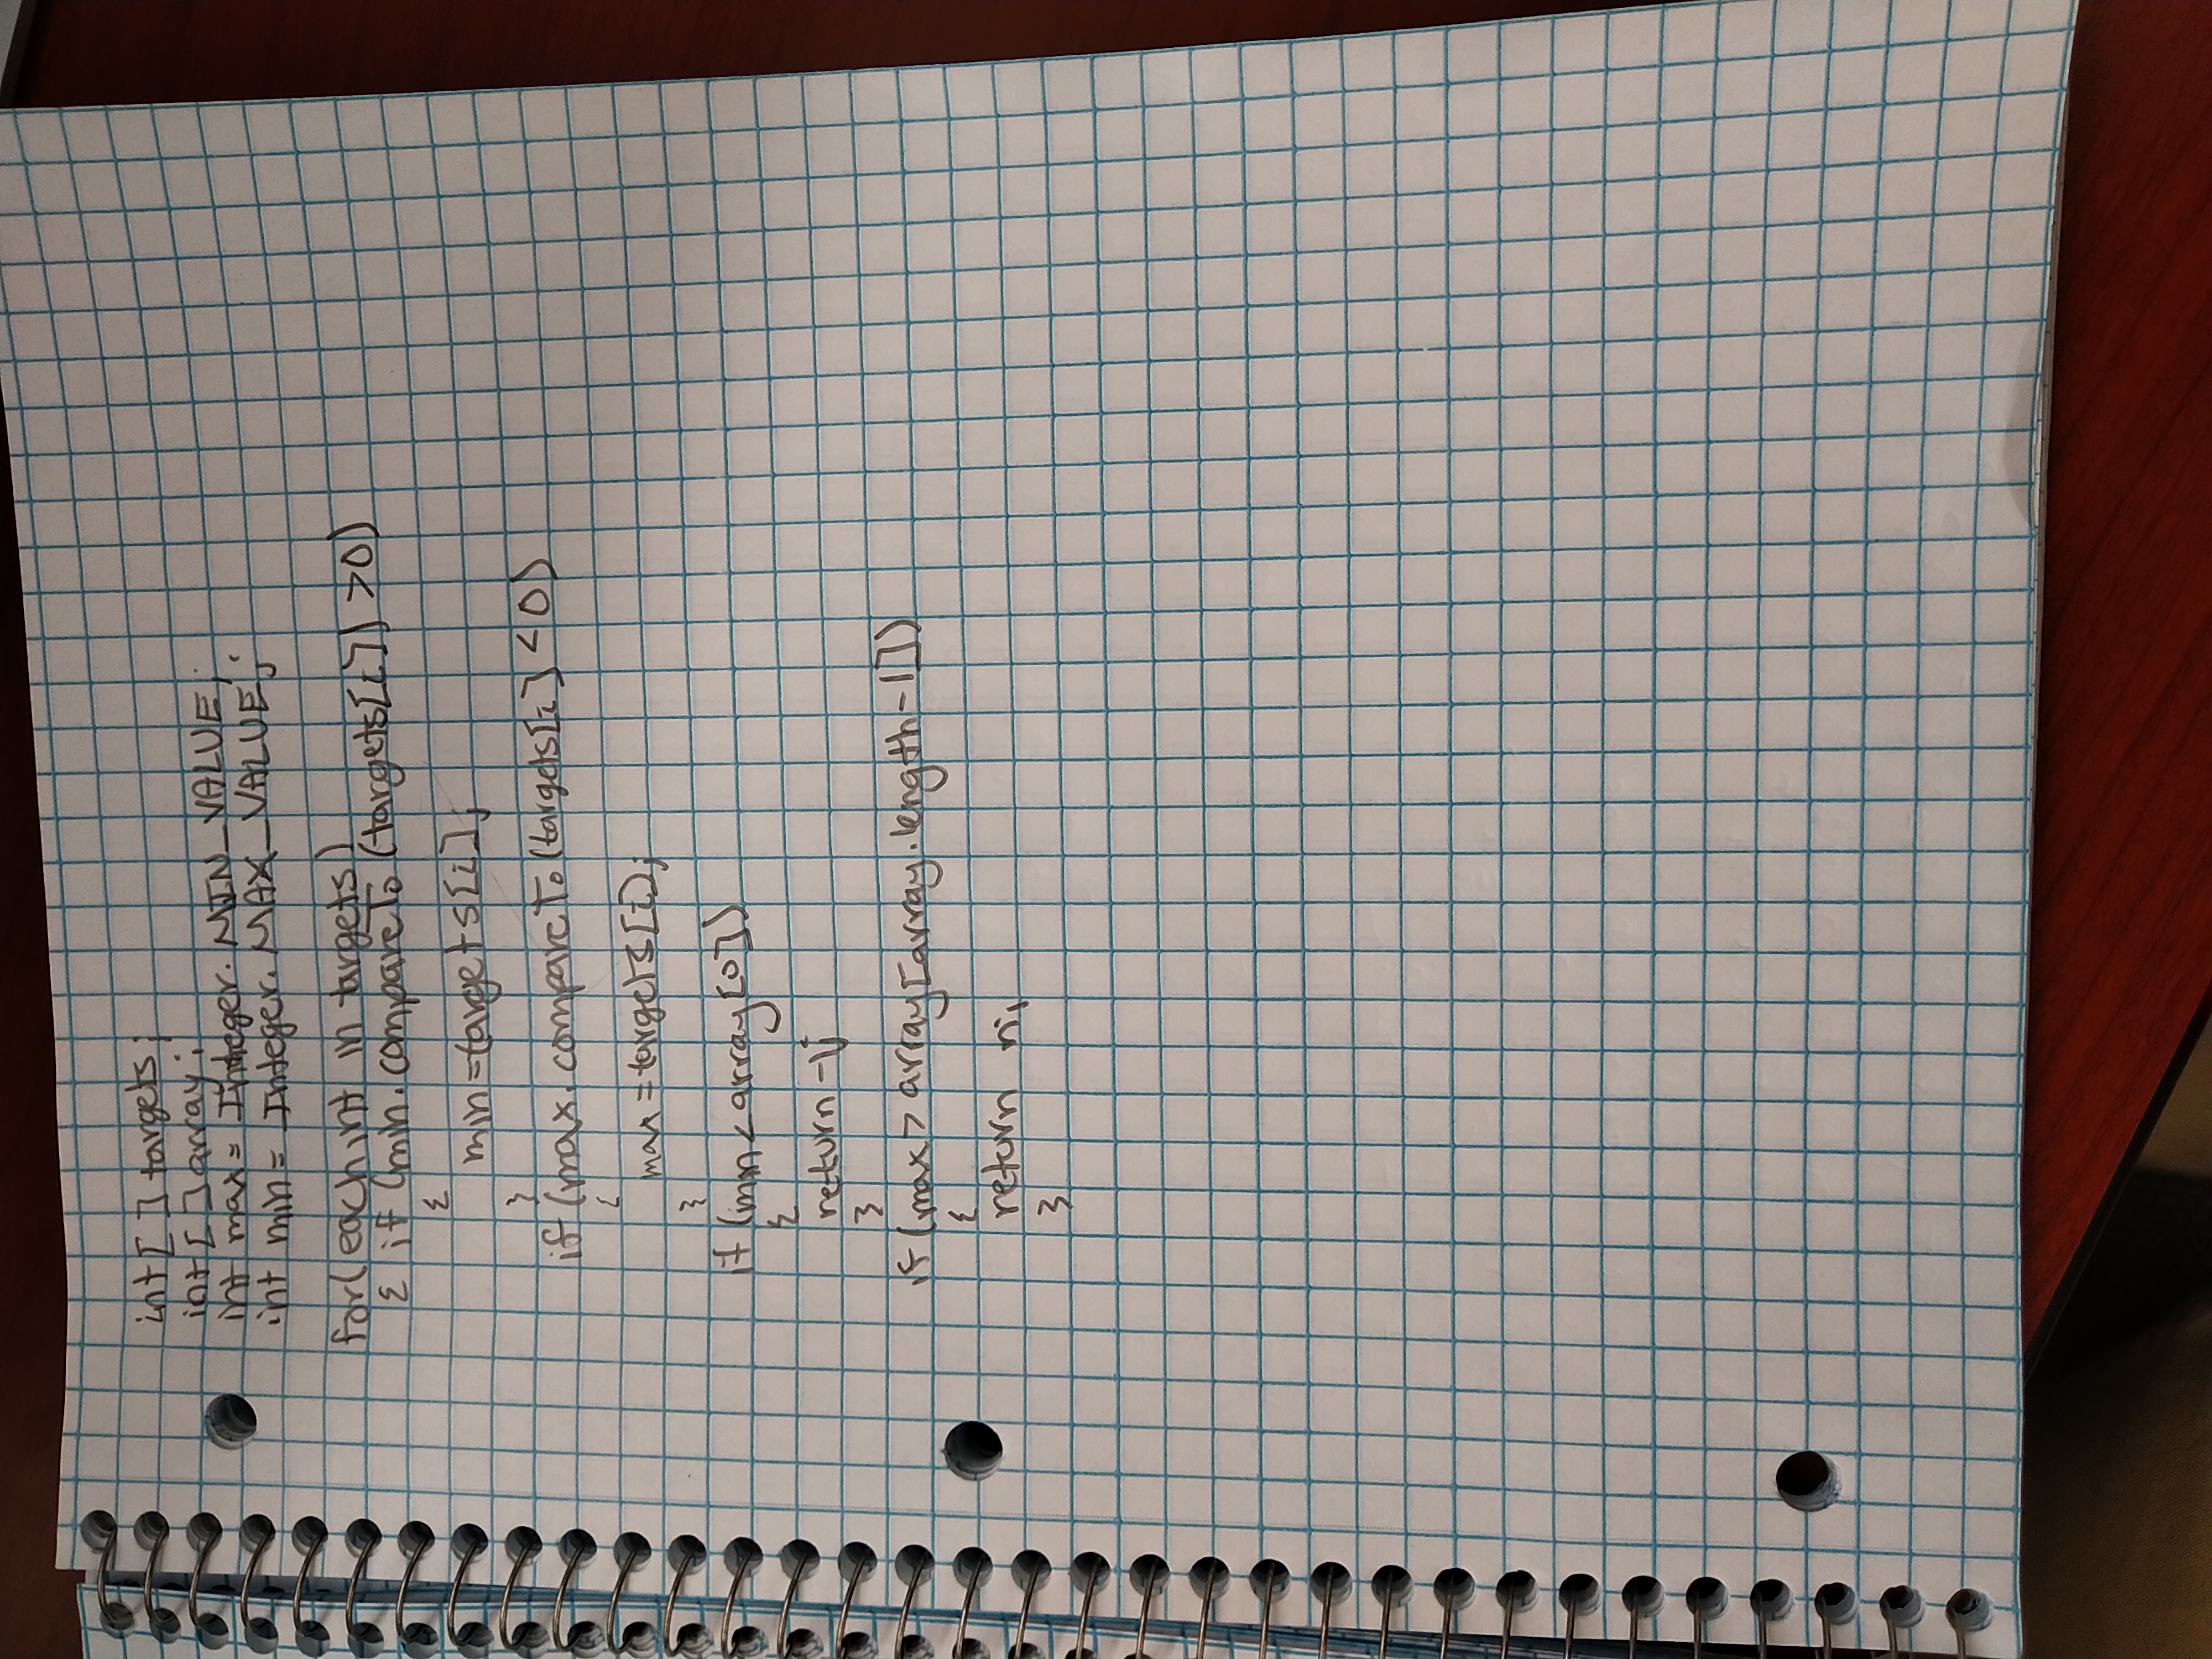 int[ ] targets;
int[ ] array;
int max = Integer.MIN_VALUE;
int min = Integer.MAX_VALUE;
for(each int in targets)
{ if (min.compareTo(targets[i]) >0)
{
min=targets[i];
}
if (max.compareTo(targets[i] <0)
{
max=targets[i];
}
if (min < array[0])
{
return -1;
}
if (max > array[array.length-1])
{
return n;
}